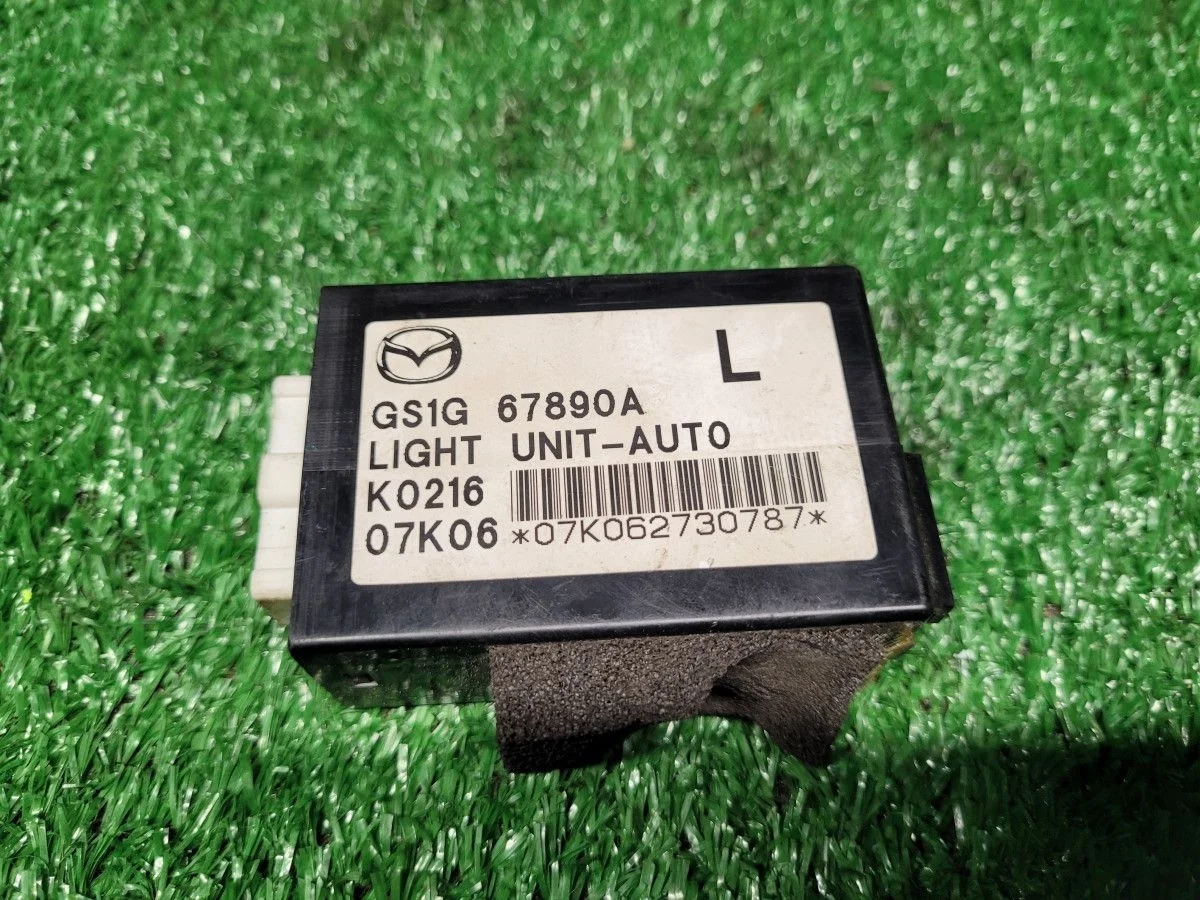 L
GS1G 67890A
LIGHT UNIT-AUTO
K0216
07K06 *07K062730787*